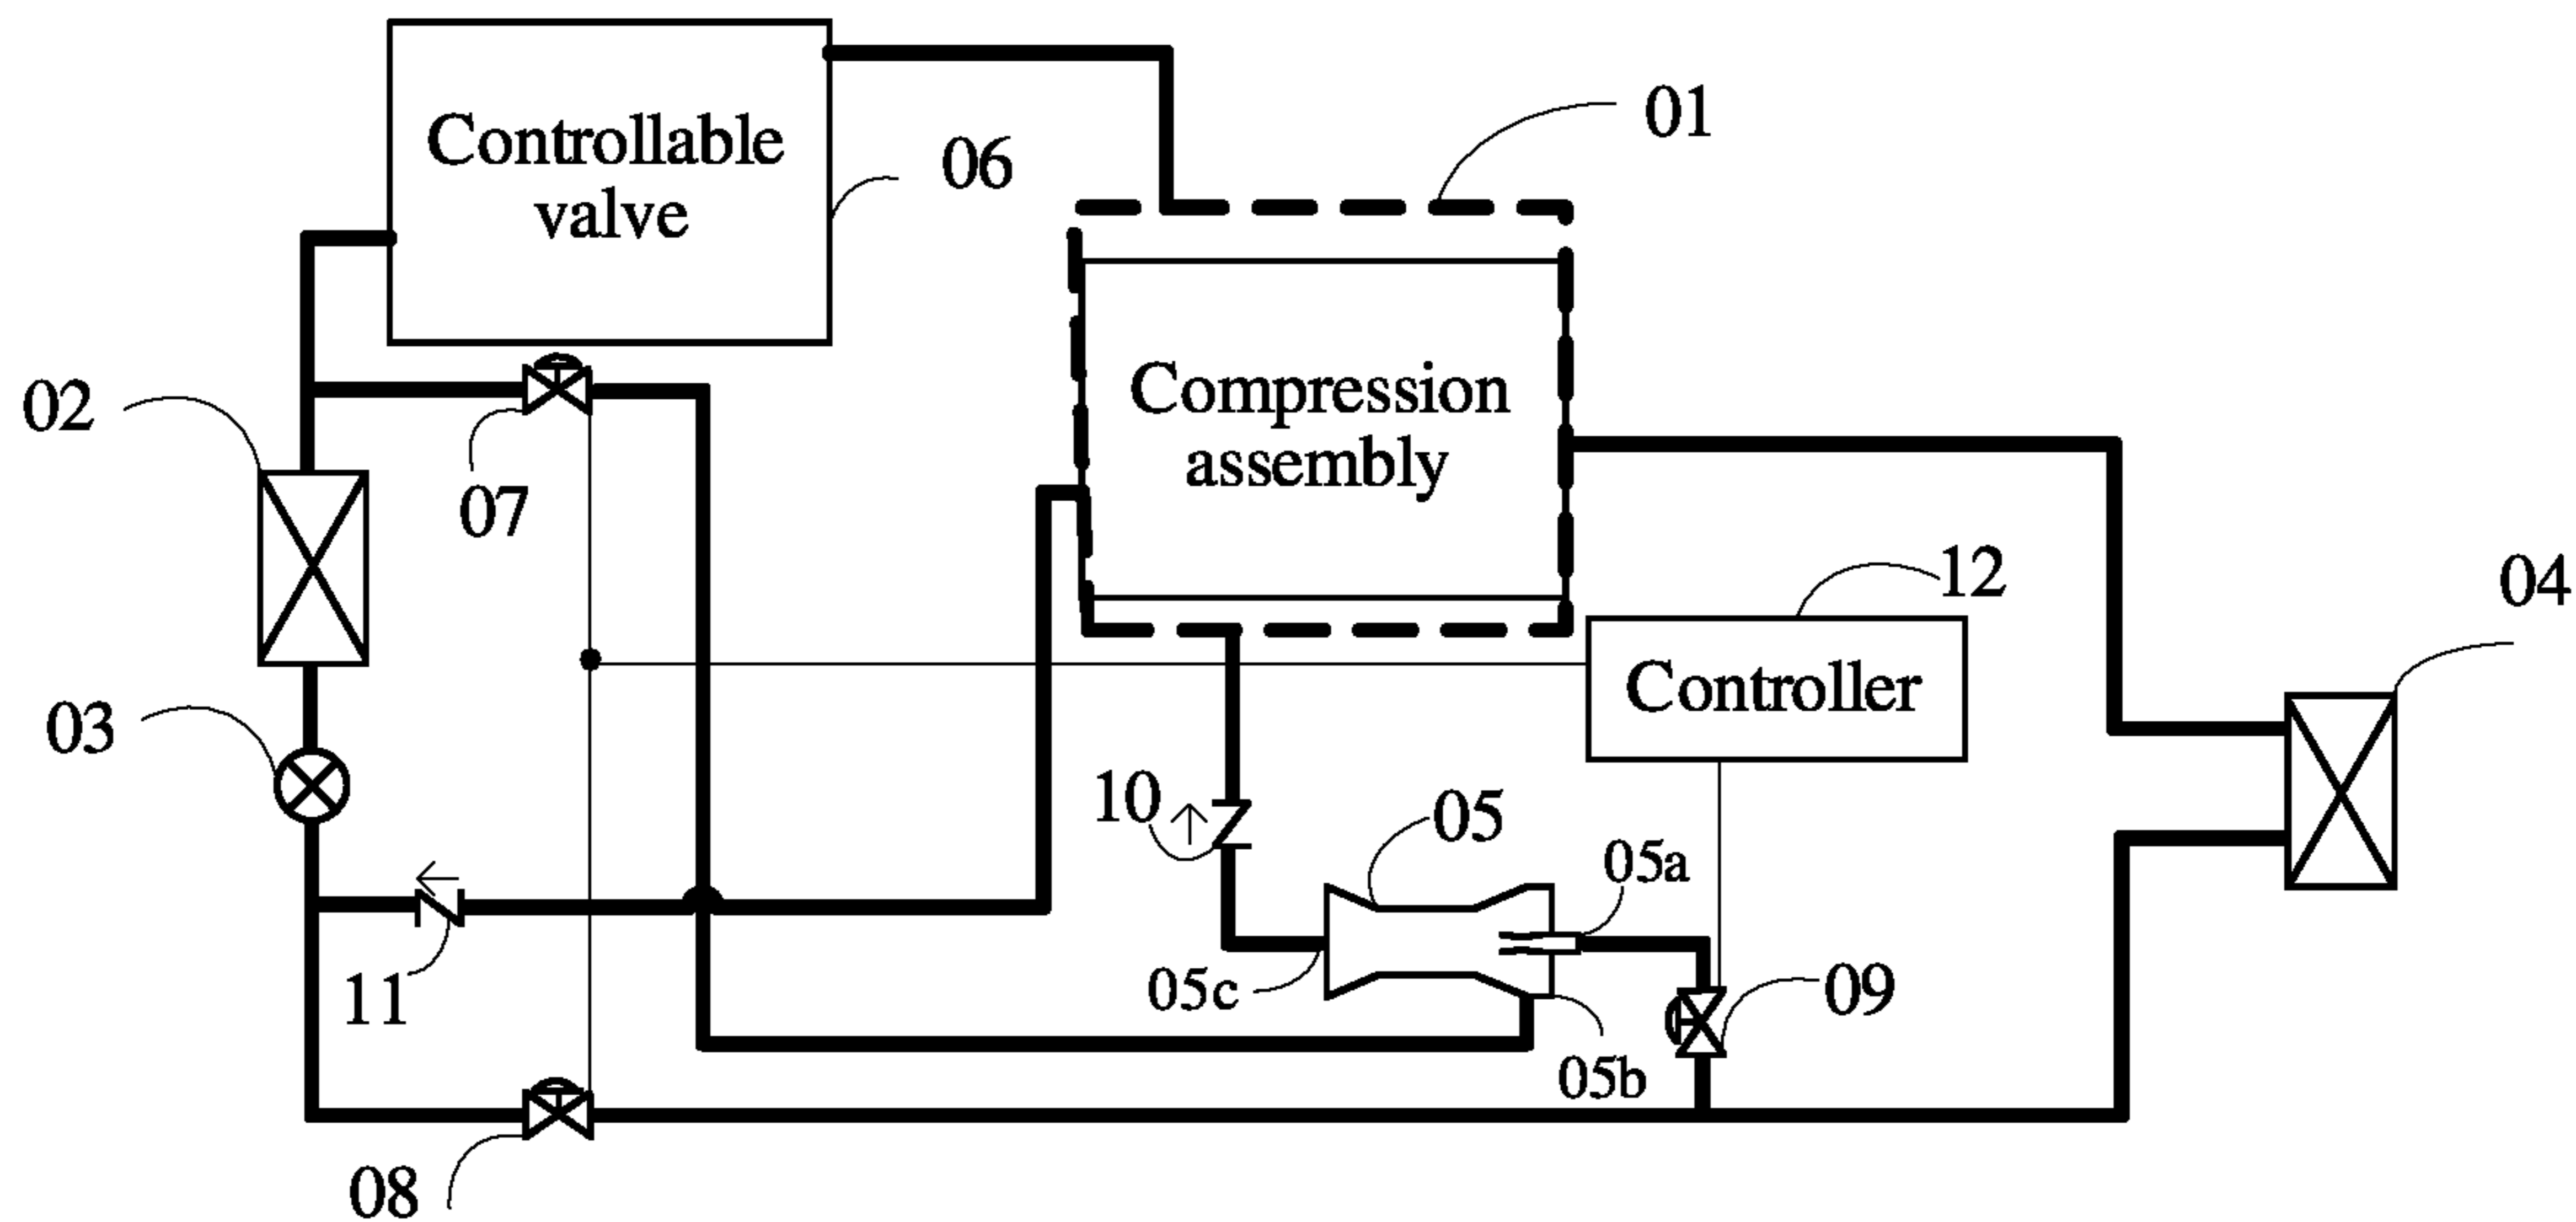 Controllable
valve
06
01
02
07
Compression
assembly
12
04
Controller
03
10
05
05a
11
05c
09
05b
08